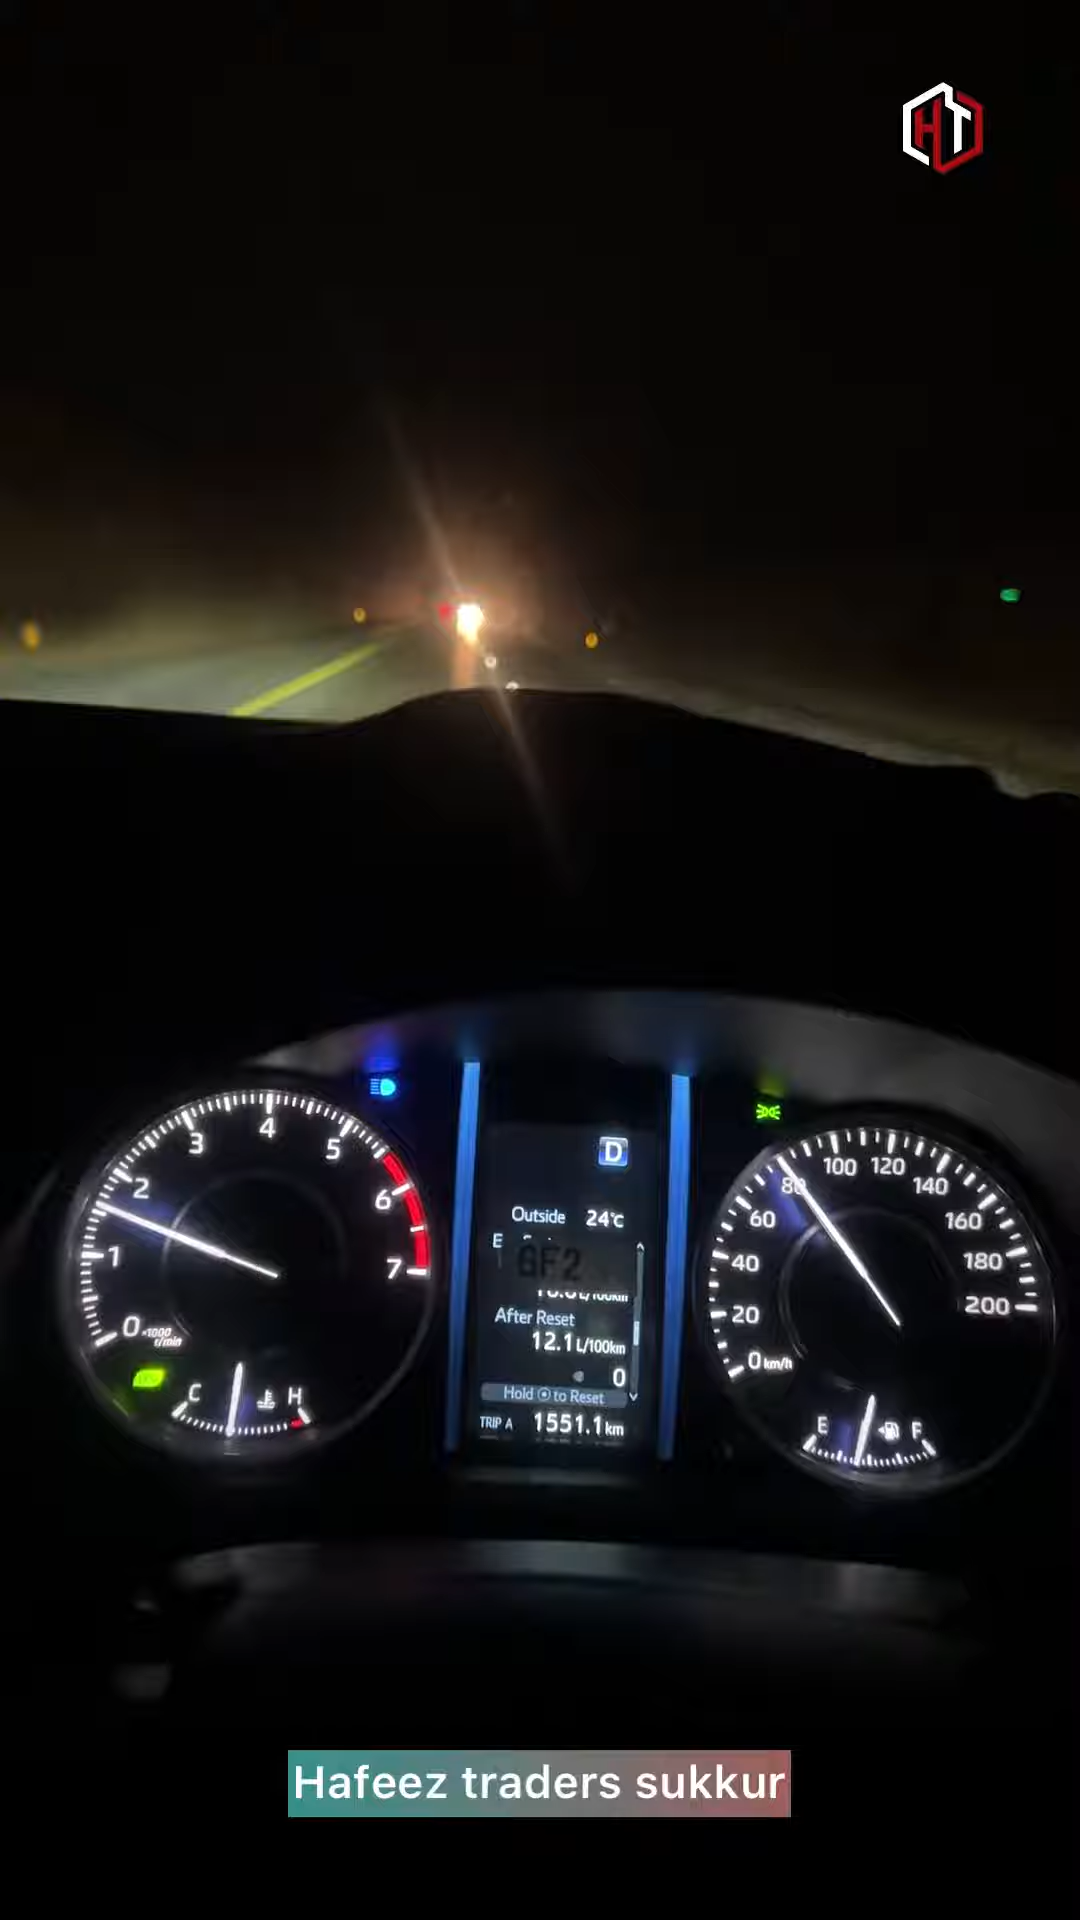 HT
3 4 5
2 6
1 7
0 x1000 r/min
C H
D
Outside 24°C
GF2
After Reset
12.1 L/100km
0
Hold to Reset
TRIP A 1551.1 km
80 100 120
60 140
40 160
20 180
0 km/h 200
E F
Hafeez traders sukkur